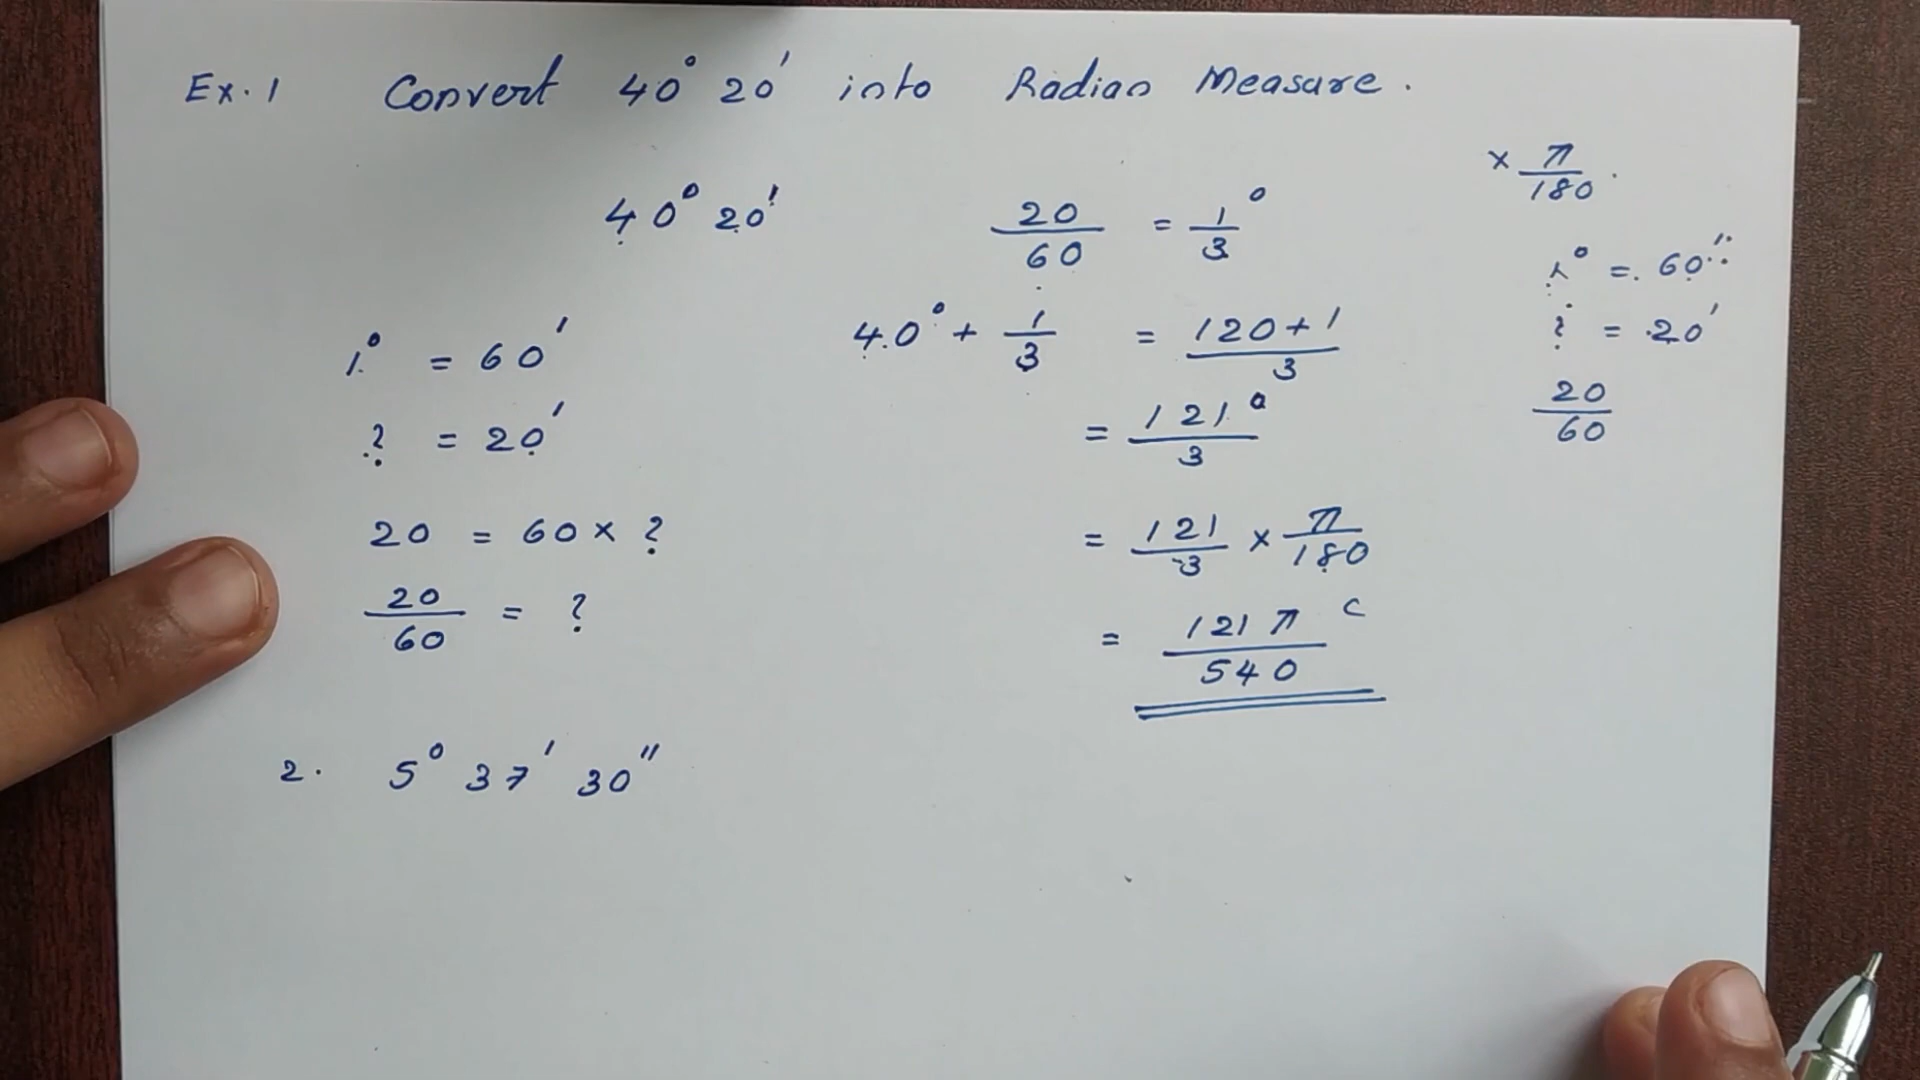 Ex. 1 Convert 40° 20' into Radian Measure.
× π/180.
40° 20'
20/60 = 1/3°
1° = 60'
? = 20'
20 = 60 × ?
20/60 = ?
40° + 1/3 = 120+1/3
= 121°/3
= 121/3 × π/180
= 121π/540 c
1° = 60'
? = 20'
20/60
2. 5° 37' 30"